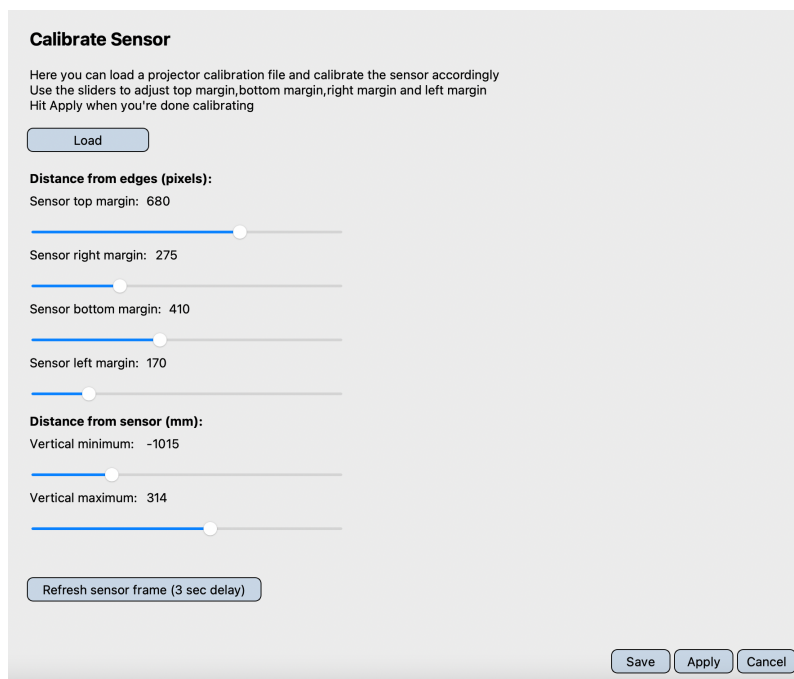 Calibrate Sensor
Here you can load a projector calibration file and calibrate the sensor accordingly
Use the sliders to adjust top margin,bottom margin,right margin and left margin
Hit Apply when you're done calibrating
Load
Distance from edges (pixels):
Sensor top margin: 680
Sensor right margin: 275
Sensor bottom margin: 410
Sensor left margin: 170
Distance from sensor (mm):
Vertical minimum: -1015
Vertical maximum: 314
Refresh sensor frame (3 sec delay)
Save Apply Cancel